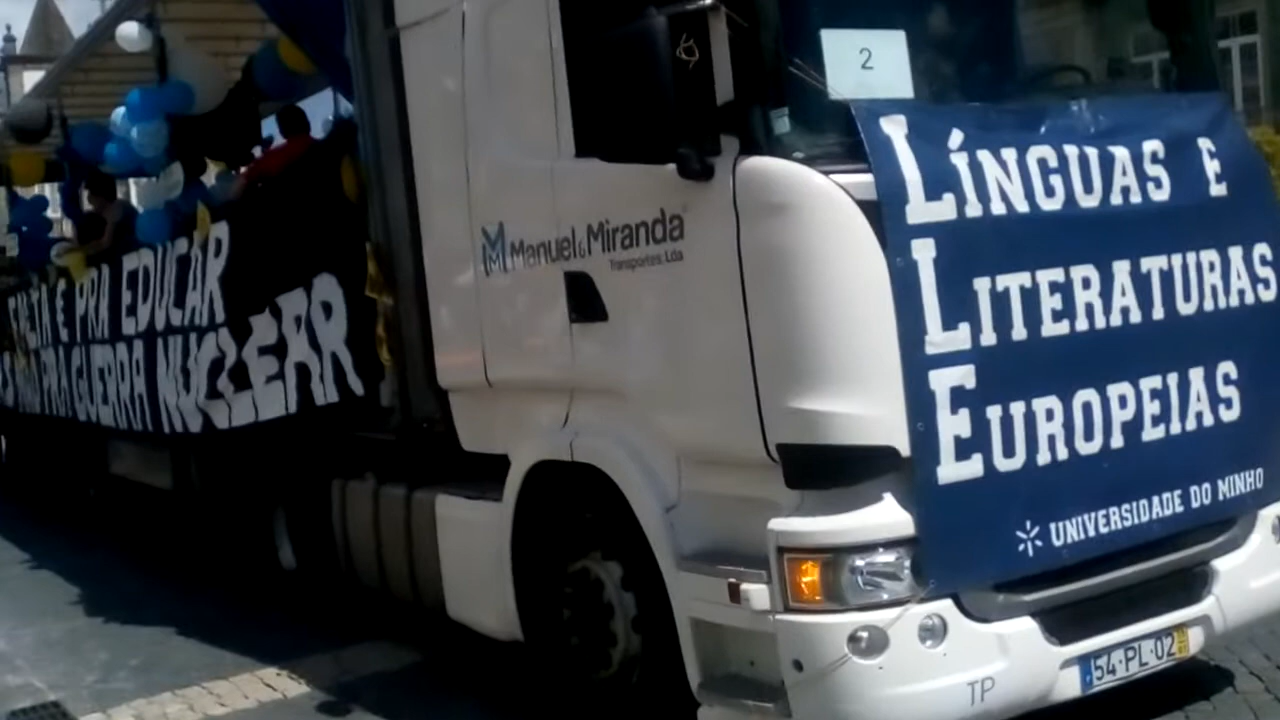 2
LÍNGUAS E
LITERATURAS
EUROPEIAS
UNIVERSIDADE DO MINHO
Manuel & Miranda
Transportes, Lda
É PRA EDUCAR
PRA GUERRA NUCLEAR
54-PL-02
TP